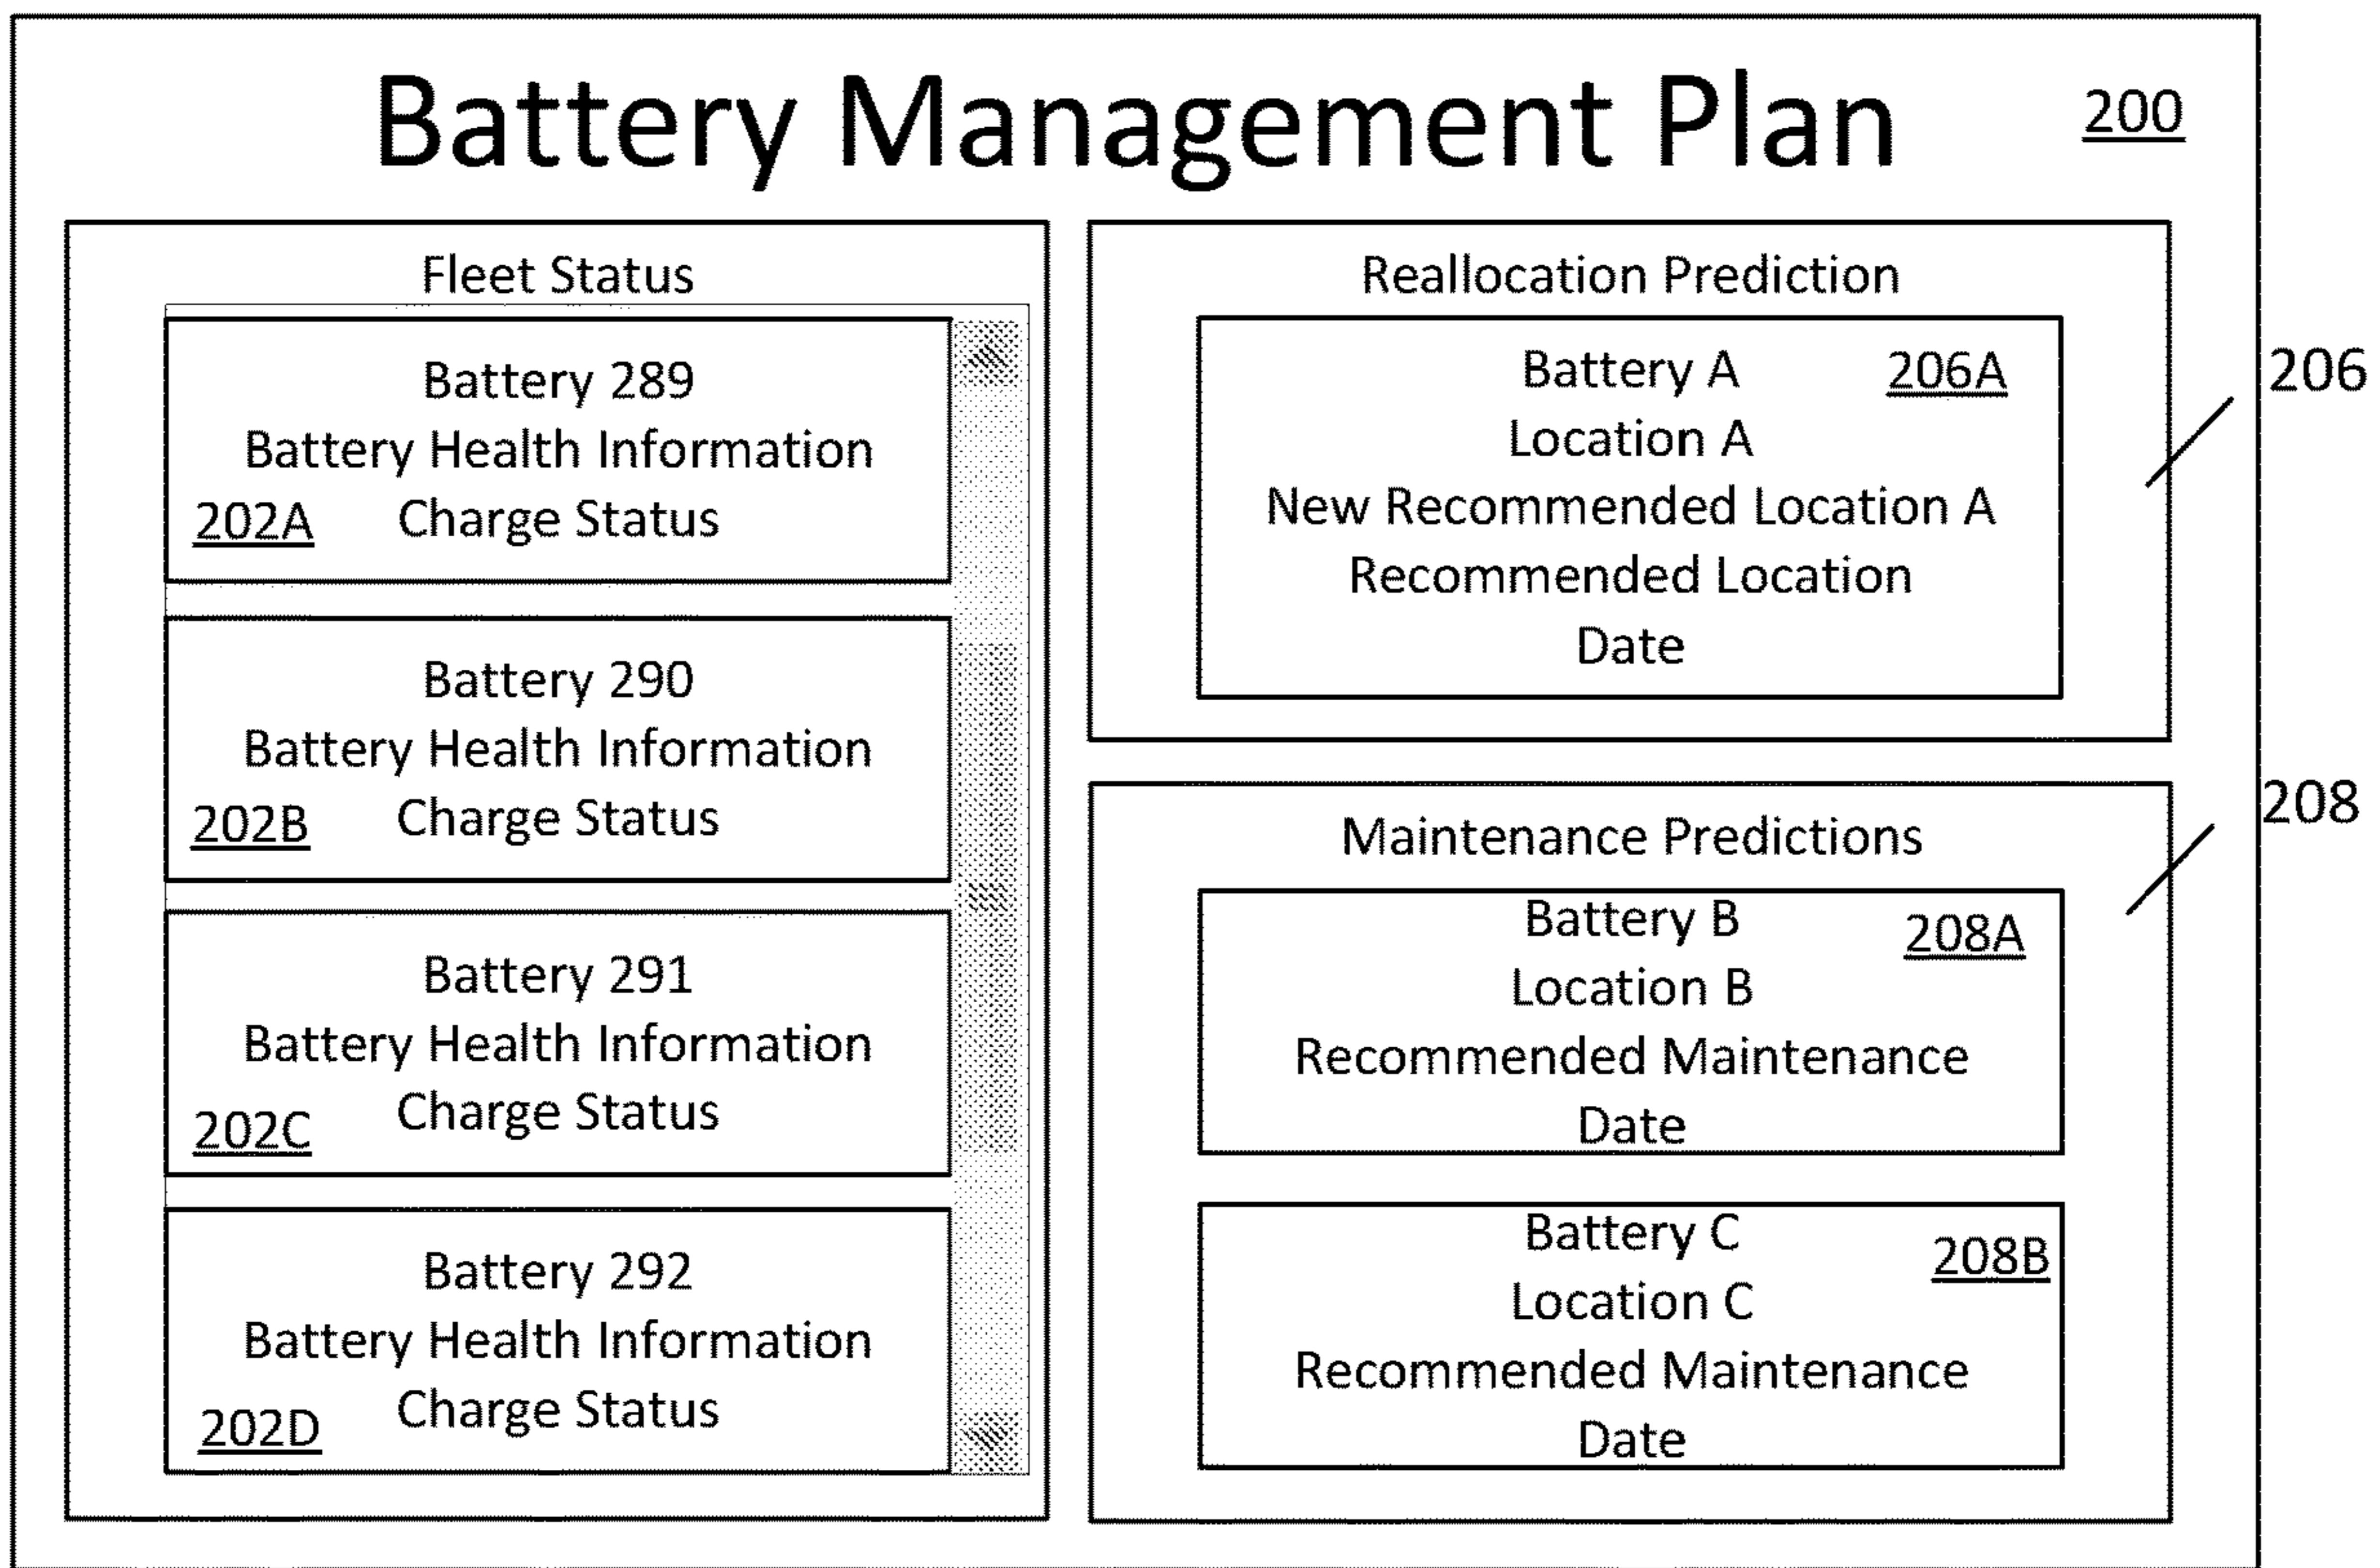 Battery Management Plan
200
Fleet Status
Battery 289
Battery Health Information
202A Charge Status
Battery 290
Battery Health Information
202B Charge Status
Battery 291
Battery Health Information
202C Charge Status
Battery 292
Battery Health Information
202D Charge Status
Reallocation Prediction
Battery A 206A
Location A
New Recommended Location A
Recommended Location
Date
206
Maintenance Predictions
Battery B 208A
Location B
Recommended Maintenance
Date
Battery C 208B
Location C
Recommended Maintenance
Date
208